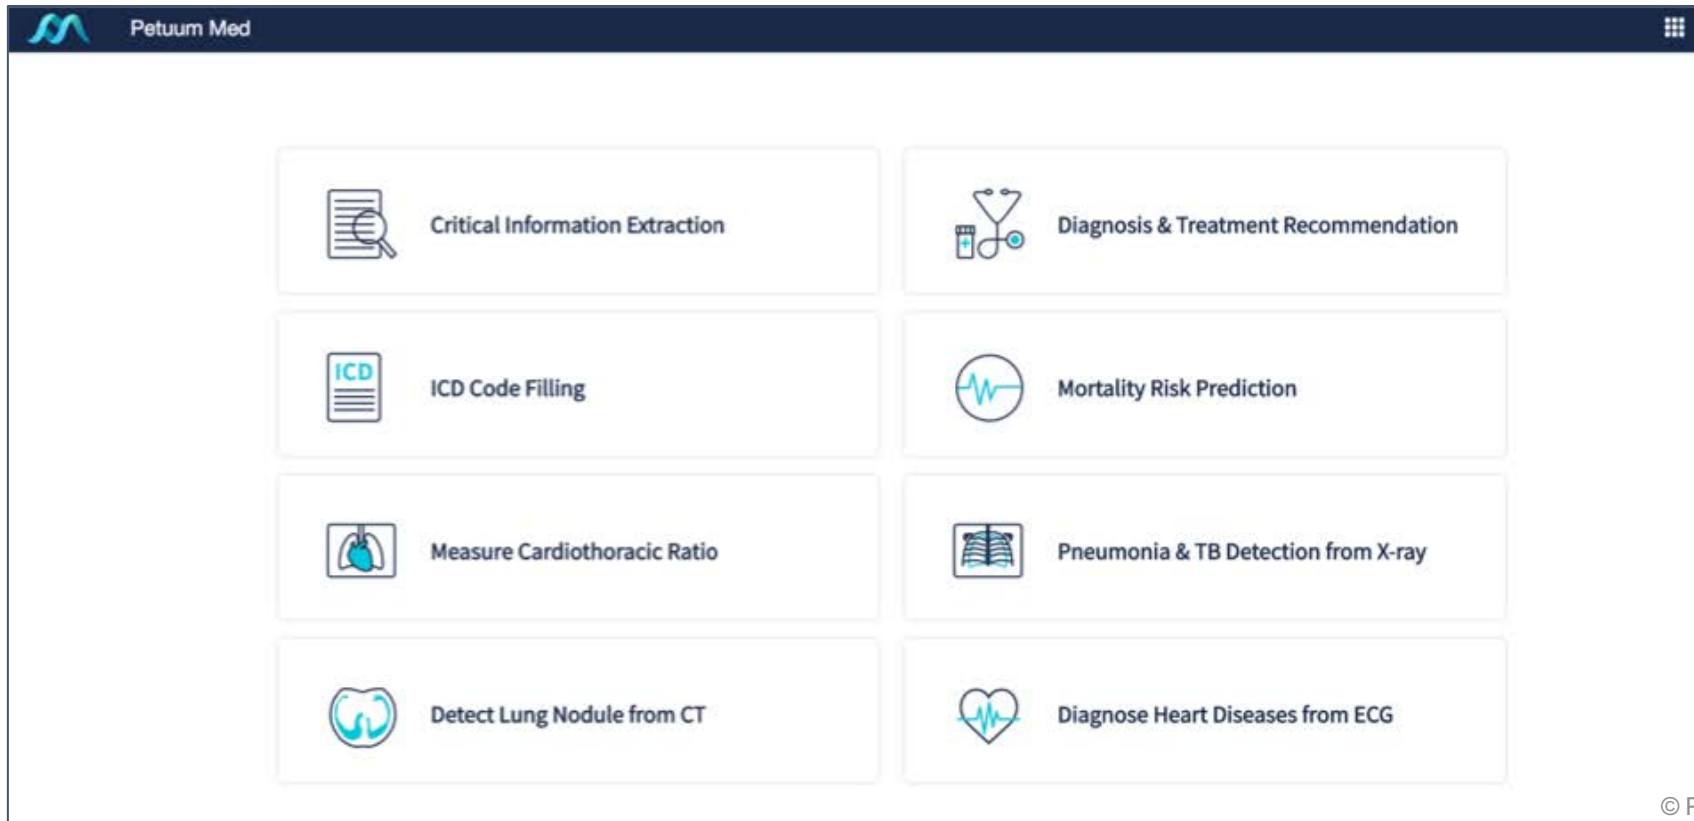 Petuum Med
Critical Information Extraction
Diagnosis & Treatment Recommendation
ICD
ICD Code Filling
Mortality Risk Prediction
Measure Cardiothoracic Ratio
Pneumonia & TB Detection from X-ray
Detect Lung Nodule from CT
Diagnose Heart Diseases from ECG
©